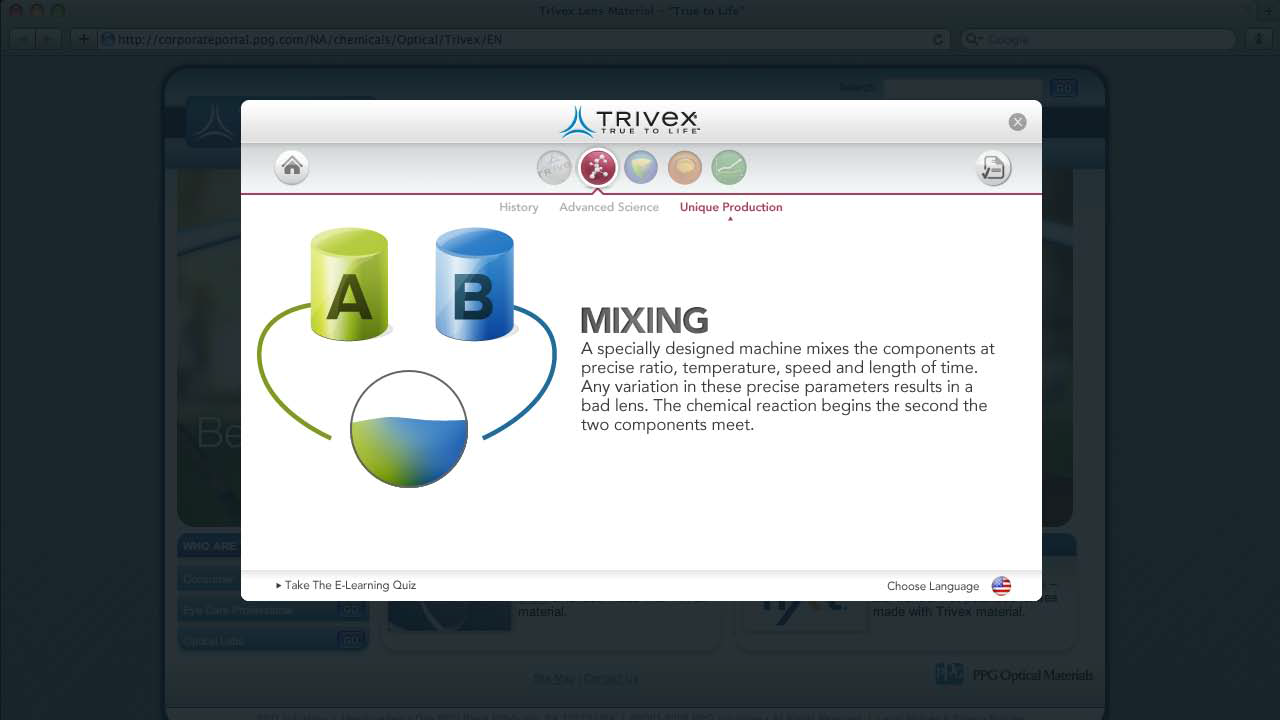 Trivex Lens Material – "True to Life"
http://corporateportal.ppg.com/NA/chemicals/Optical/Trivex/EN
Google
Search
GO
TRIVEX
TRUE TO LIFE
History
Advanced Science
Unique Production
A
B
MIXING
A specially designed machine mixes the components at
precise ratio, temperature, speed and length of time.
Any variation in these precise parameters results in a
bad lens. The chemical reaction begins the second the
two components meet.
Be
WHO ARE
Take The E-Learning Quiz
Choose Language
Consumer
Eye Care Professional
GO
Optical Labs
GO
material.
made with Trivex material.
PPG Optical Materials
Site Map | Contact Us